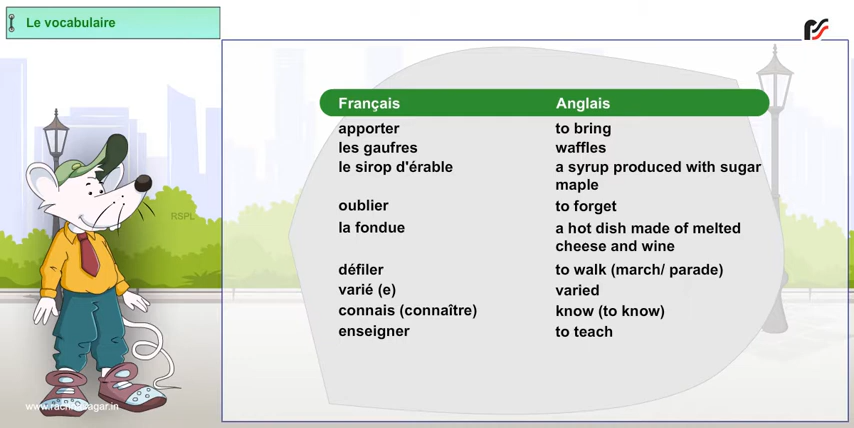 Le vocabulaire
Français Anglais
apporter to bring
les gaufres waffles
le sirop d'érable a syrup produced with sugar
maple
oublier to forget
la fondue a hot dish made of melted
cheese and wine
défiler to walk (march/ parade)
varié (e) varied
connais (connaître) know (to know)
enseigner to teach
RSPL